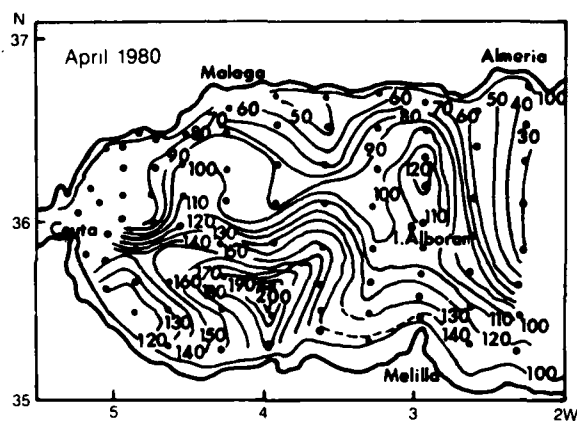 N
37
April 1980
Malaga
Almeria
70 60 50 60 80 70 60 50 40 100
80 90 100 90 30
120
110 100 110
36
Ceuta
120 130 140 150
I. Alboran
160 170 180 190 200
120 130 140 150
130 140 110 120 100
Melilla
100
35
5 4 3 2W